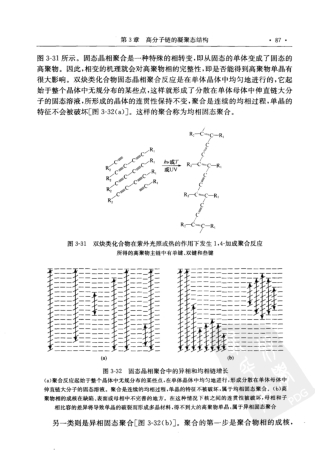 第 3 章 高分子链的凝聚态结构 · 87 ·
图 3-31 所示。固态晶相聚合是一种特殊的相转变,即从固态的单体变成了固态的
高聚物。因此,相变的机理就会对高聚物相的完整性,即是否能得到高聚物单晶有
很大影响。双炔类化合物固态晶相聚合反应是在单体晶体中均匀地进行的,它起
始于整个晶体中无规分布的某些点,这样就形成了分散在单体母体中伸直链大分
子的固态溶液,所形成的晶体的连贯性保持不变,聚合是连续的均相过程,单晶的
特征不会被破坏[图 3-32(a)]。这样的聚合称为均相固态聚合。
hν或Γ
或UV
图 3-31 双炔类化合物在紫外光照或热的作用下发生 1,4-加成聚合反应
所得的高聚物主链中有单键、双键和叁键
(a) (b)
图 3-32 固态晶相聚合中的异相和均相链增长
(a)聚合反应起始于整个晶体中无规分布的某些点,在单体晶体中均匀地进行,形成分散在单体母体中
伸直链大分子的固态溶液。聚合是连续的均相过程,单晶的特征不被破坏,属于均相固态聚合。(b)高
聚物相的成核在缺陷、表面或母相中不完善的地方。在这种情况下核之间的连贯性被破坏,母相和子
相比容的差异将导致单晶的破裂而形成多晶材料,得不到大的高聚物单晶,属于异相固态聚合
另一类则是异相固态聚合[图 3-32(b)]。聚合的第一步是聚合物相的成核,